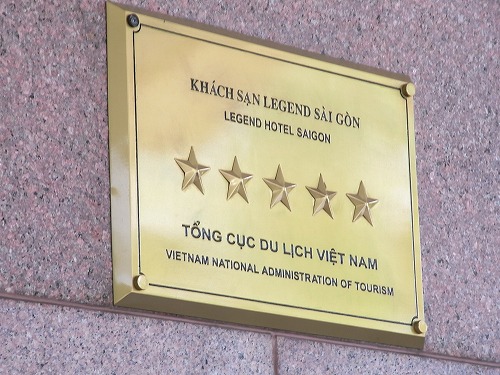 KHÁCH SẠN LEGEND SÀI GÒN
LEGEND HOTEL SAIGON
TỔNG CỤC DU LỊCH VIỆT NAM
VIETNAM NATIONAL ADMINISTRATION OF TOURISM